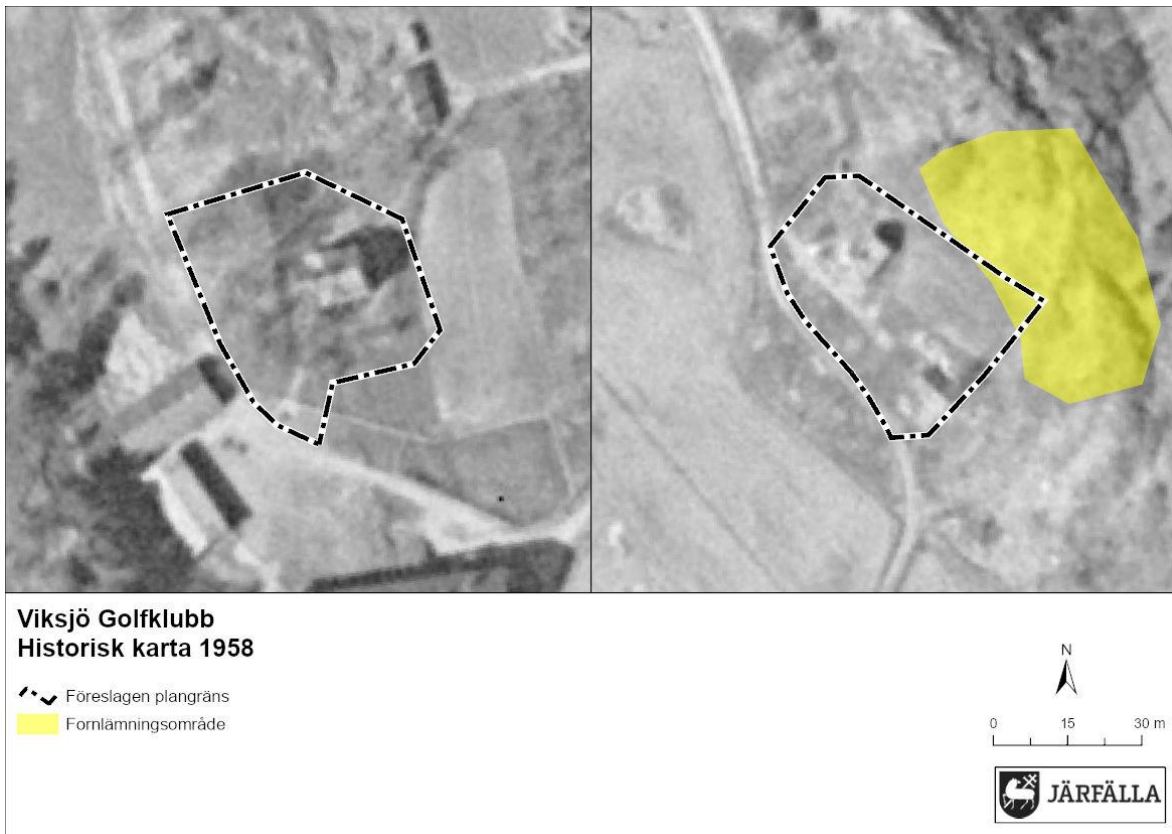 Viksjö Golfklubb
Historisk karta 1958
Föreslagen plangräns
Fornlämningsområde
N
0 15 30 m
JÄRFÄLLA